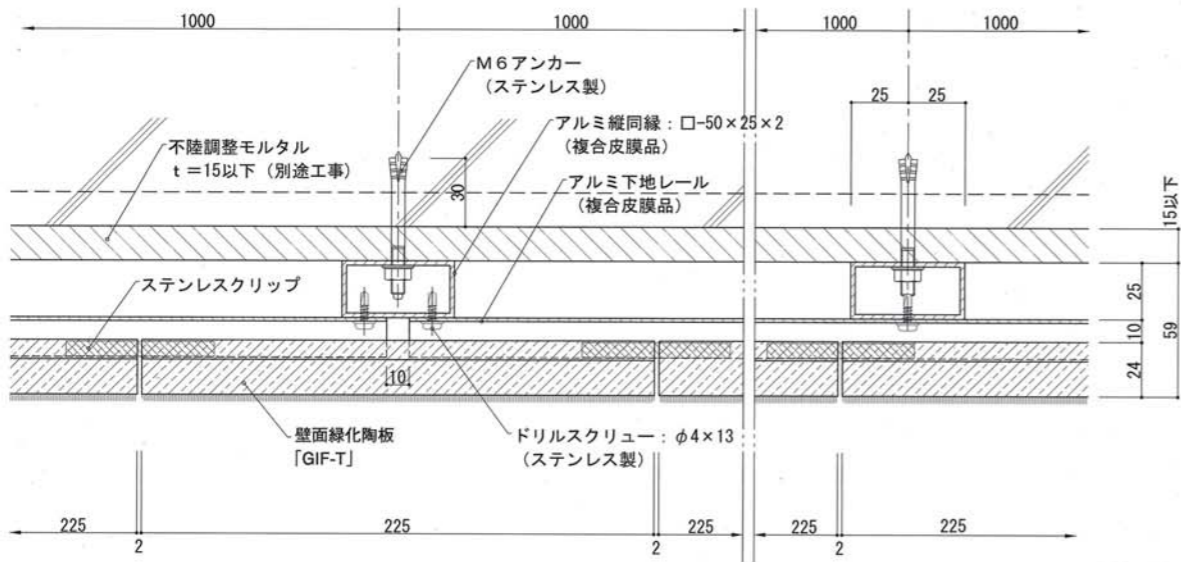 1000
1000
1000
1000
M6アンカー
(ステンレス製)
25
25
アルミ縦同縁：□-50×25×2
(複合皮膜品)
不陸調整モルタル
t＝15以下 (別途工事)
30
アルミ下地レール
(複合皮膜品)
15以下
ステンレスクリップ
25
10
59
24
10
壁面緑化陶板
「GIF-T」
ドリルスクリュー：φ4×13
(ステンレス製)
225
225
225
225
225
2
2
2